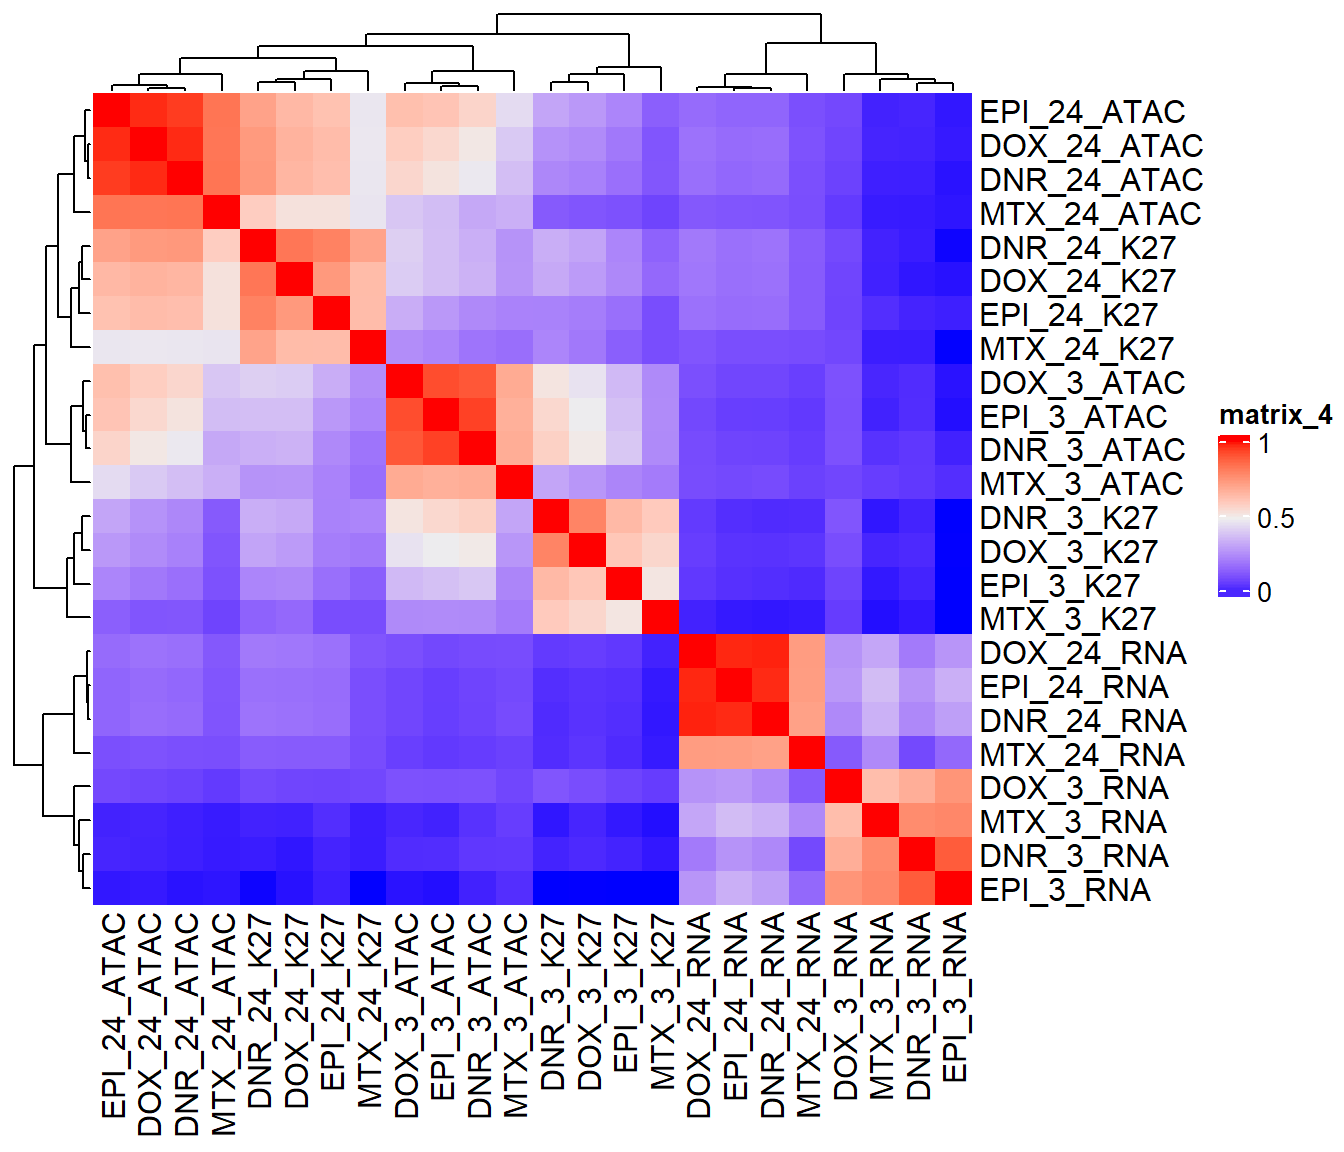 EPI_24_ATAC
DOX_24_ATAC
DNR_24_ATAC
MTX_24_ATAC
DNR_24_K27
DOX_24_K27
EPI_24_K27
MTX_24_K27
DOX_3_ATAC
EPI_3_ATAC
DNR_3_ATAC
MTX_3_ATAC
DNR_3_K27
DOX_3_K27
EPI_3_K27
MTX_3_K27
DOX_24_RNA
EPI_24_RNA
DNR_24_RNA
MTX_24_RNA
DOX_3_RNA
MTX_3_RNA
DNR_3_RNA
EPI_3_RNA
matrix_4
1
0.5
0
EPI_24_ATAC
DOX_24_ATAC
DNR_24_ATAC
MTX_24_ATAC
DNR_24_K27
DOX_24_K27
EPI_24_K27
MTX_24_K27
DOX_3_ATAC
EPI_3_ATAC
DNR_3_ATAC
MTX_3_ATAC
DNR_3_K27
DOX_3_K27
EPI_3_K27
MTX_3_K27
DOX_24_RNA
EPI_24_RNA
DNR_24_RNA
MTX_24_RNA
DOX_3_RNA
MTX_3_RNA
DNR_3_RNA
EPI_3_RNA